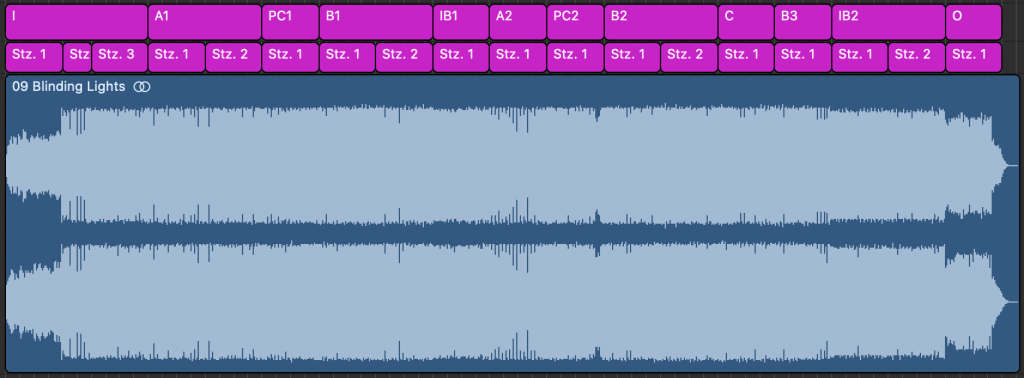 I A1 PC1 B1 IB1 A2 PC2 B2 C B3 IB2 O
Stz. 1 Stz Stz. 3 Stz. 1 Stz. 2 Stz. 1 Stz. 1 Stz. 2 Stz. 1 Stz. 1 Stz. 1 Stz. 1 Stz. 2 Stz. 1 Stz. 1 Stz. 1 Stz. 2 Stz. 1
09 Blinding Lights